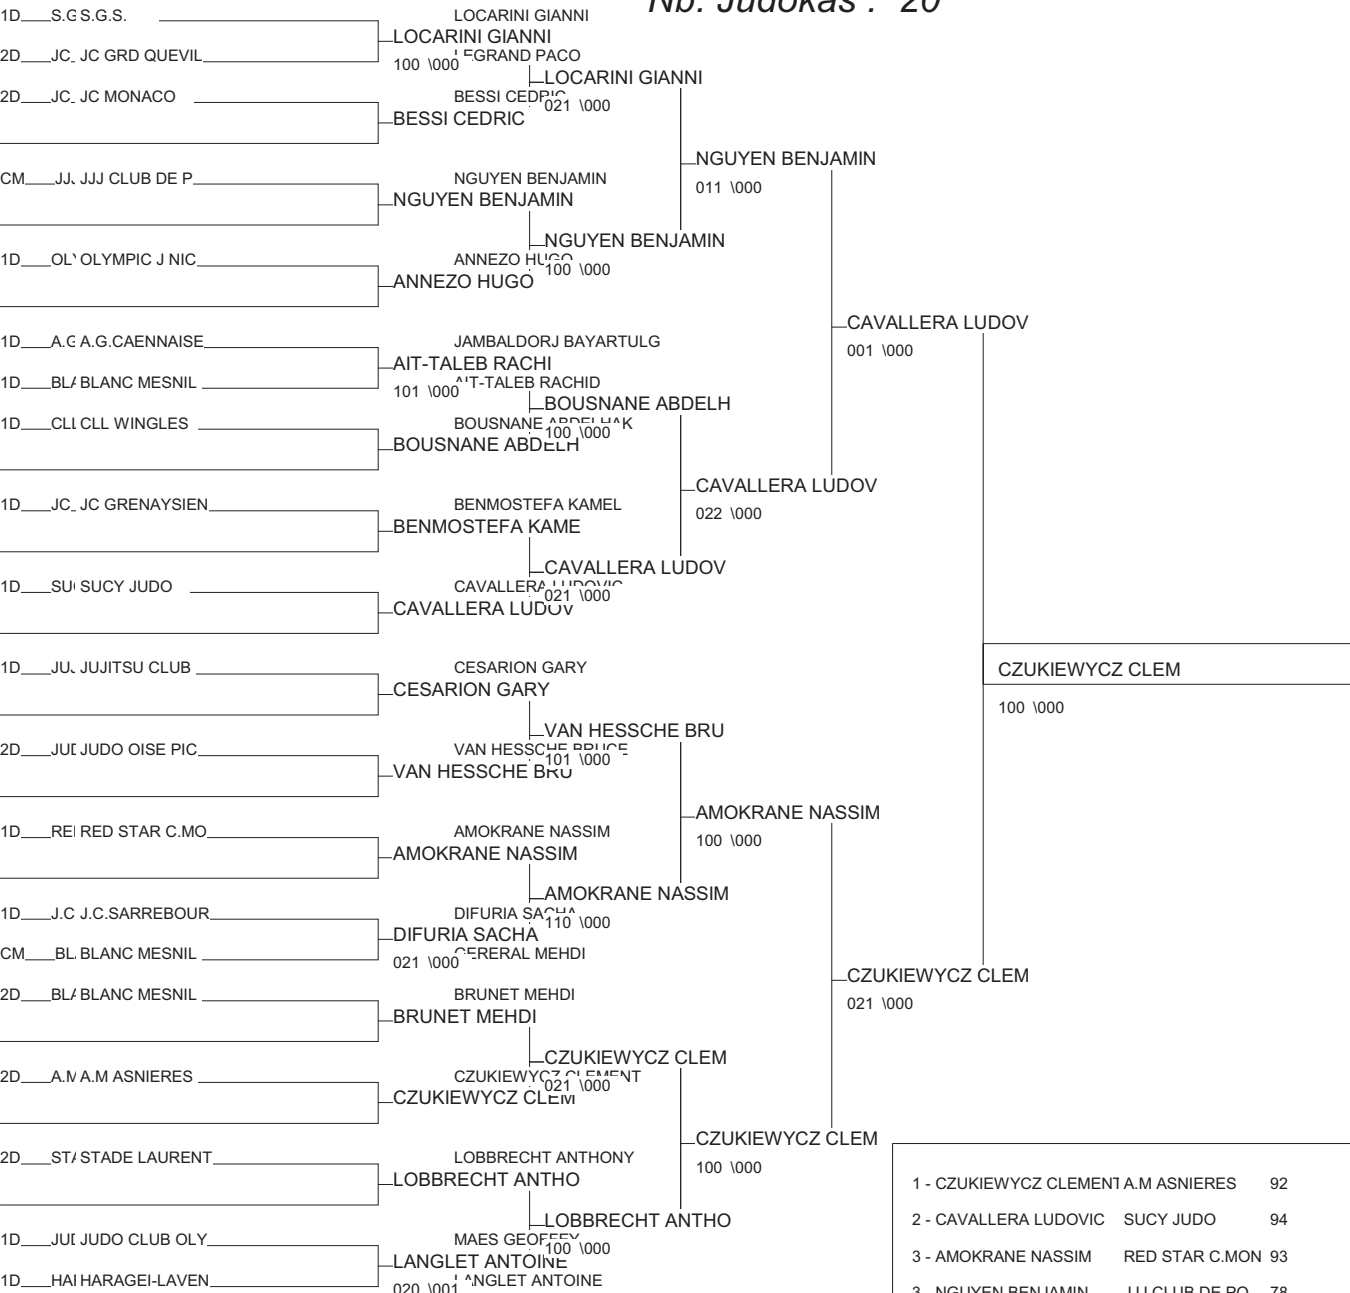 Nb. Judokas : 20
1D S.G S.G.S. LOCARINI GIANNI
LOCARINI GIANNI
2D JC JC GRD QUEVIL LEGRAND PACO
100 \000
LOCARINI GIANNI
2D JC JC MONACO BESSI CEDRIC
021 \000
BESSI CEDRIC
NGUYEN BENJAMIN
CM JJ JJJ CLUB DE P NGUYEN BENJAMIN
011 \000
NGUYEN BENJAMIN
NGUYEN BENJAMIN
1D OLY OLYMPIC J NIC ANNEZO HUGO
100 \000
ANNEZO HUGO
CAVALLERA LUDOV
1D A.G A.G.CAENNAISE JAMBALDORJ BAYARTULG
001 \000
AIT-TALEB RACHI
1D BLA BLANC MESNIL AIT-TALEB RACHID
101 \000
BOUSNANE ABDELH
1D CLL CLL WINGLES BOUSNANE ABDELHAK
100 \000
BOUSNANE ABDELH
CAVALLERA LUDOV
1D JC JC GRENAYSIEN BENMOSTEFA KAMEL
022 \000
BENMOSTEFA KAME
CAVALLERA LUDOV
1D SU SUCY JUDO CAVALLERA LUDOVIC
021 \000
CAVALLERA LUDOV
1D JUJ JUJITSU CLUB CESARION GARY
CZUKIEWYCZ CLEM
CESARION GARY
100 \000
VAN HESSCHE BRU
2D JUD JUDO OISE PIC VAN HESSCHE BRUCE
101 \000
VAN HESSCHE BRU
AMOKRANE NASSIM
1D RE RED STAR C.MO AMOKRANE NASSIM
100 \000
AMOKRANE NASSIM
AMOKRANE NASSIM
1D J.C J.C.SARREBOUR DIFURIA SACHA
110 \000
DIFURIA SACHA
CM BL BLANC MESNIL MEHDI
021 \000
CZUKIEWYCZ CLEM
2D BLA BLANC MESNIL BRUNET MEHDI
021 \000
BRUNET MEHDI
CZUKIEWYCZ CLEM
2D A.M A.M ASNIERES CZUKIEWYCZ CLEMENT
021 \000
CZUKIEWYCZ CLEM
CZUKIEWYCZ CLEM
2D STA STADE LAURENT LOBBRECHT ANTHONY
100 \000
LOBBRECHT ANTHO
1 - CZUKIEWYCZ CLEMENT A.M ASNIERES 92
LOBBRECHT ANTHO
2 - CAVALLERA LUDOVIC SUCY JUDO 94
1D JUD JUDO CLUB OLY MAES GEOFFEY
100 \000
3 - AMOKRANE NASSIM RED STAR C.MON 93
LANGLET ANTOINE
1D HA HARAGEI-LAVEN LANGLET ANTOINE
020 \001
3 - NGUYEN BENJAMIN JJJ CLUB DE PO 78